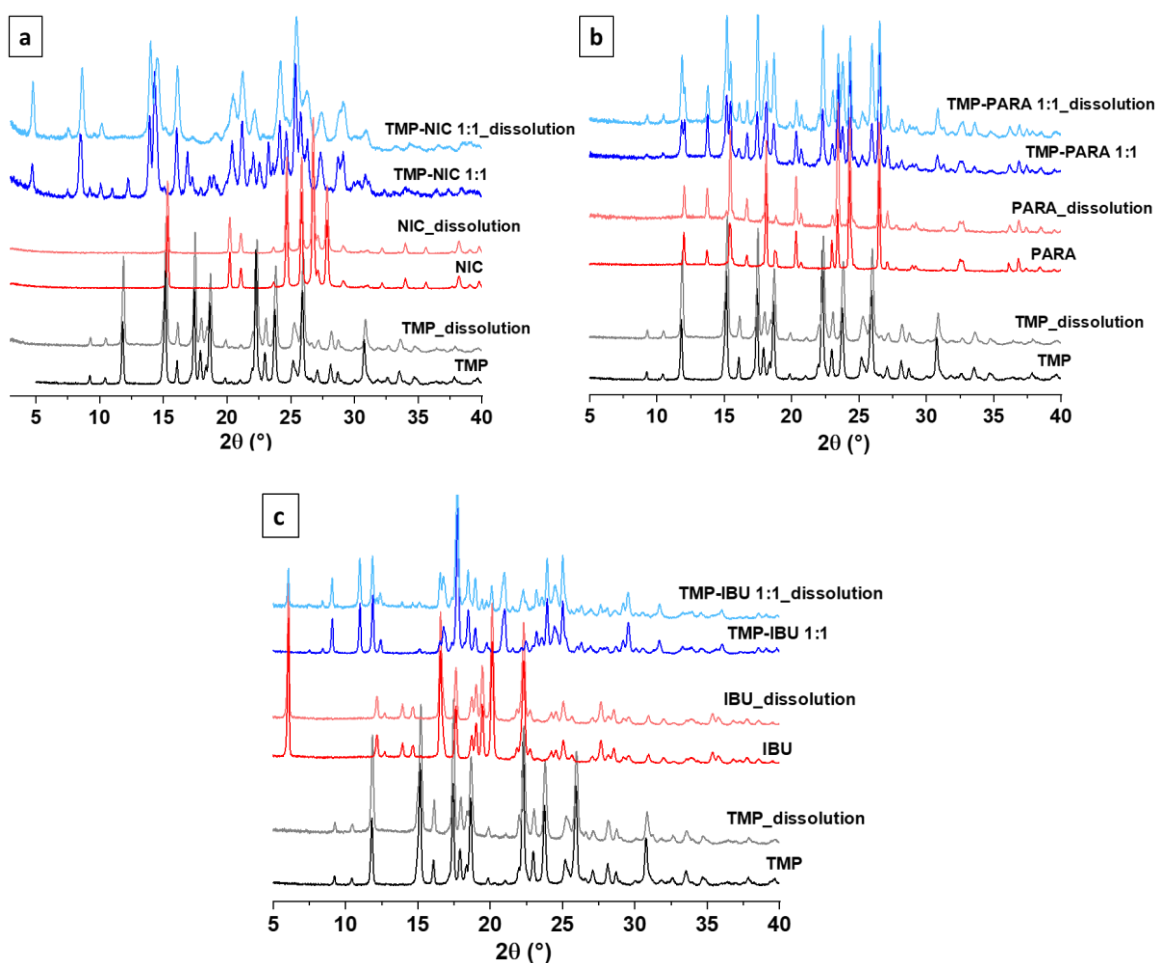 a
TMP-NIC 1:1_dissolution
TMP-NIC 1:1
NIC_dissolution
NIC
TMP_dissolution
TMP
5 10 15 20 25 30 35 40
2θ (°)
b
TMP-PARA 1:1_dissolution
TMP-PARA 1:1
PARA_dissolution
PARA
TMP_dissolution
TMP
5 10 15 20 25 30 35 40
2θ (°)
c
TMP-IBU 1:1_dissolution
TMP-IBU 1:1
IBU_dissolution
IBU
TMP_dissolution
TMP
5 10 15 20 25 30 35 40
2θ (°)